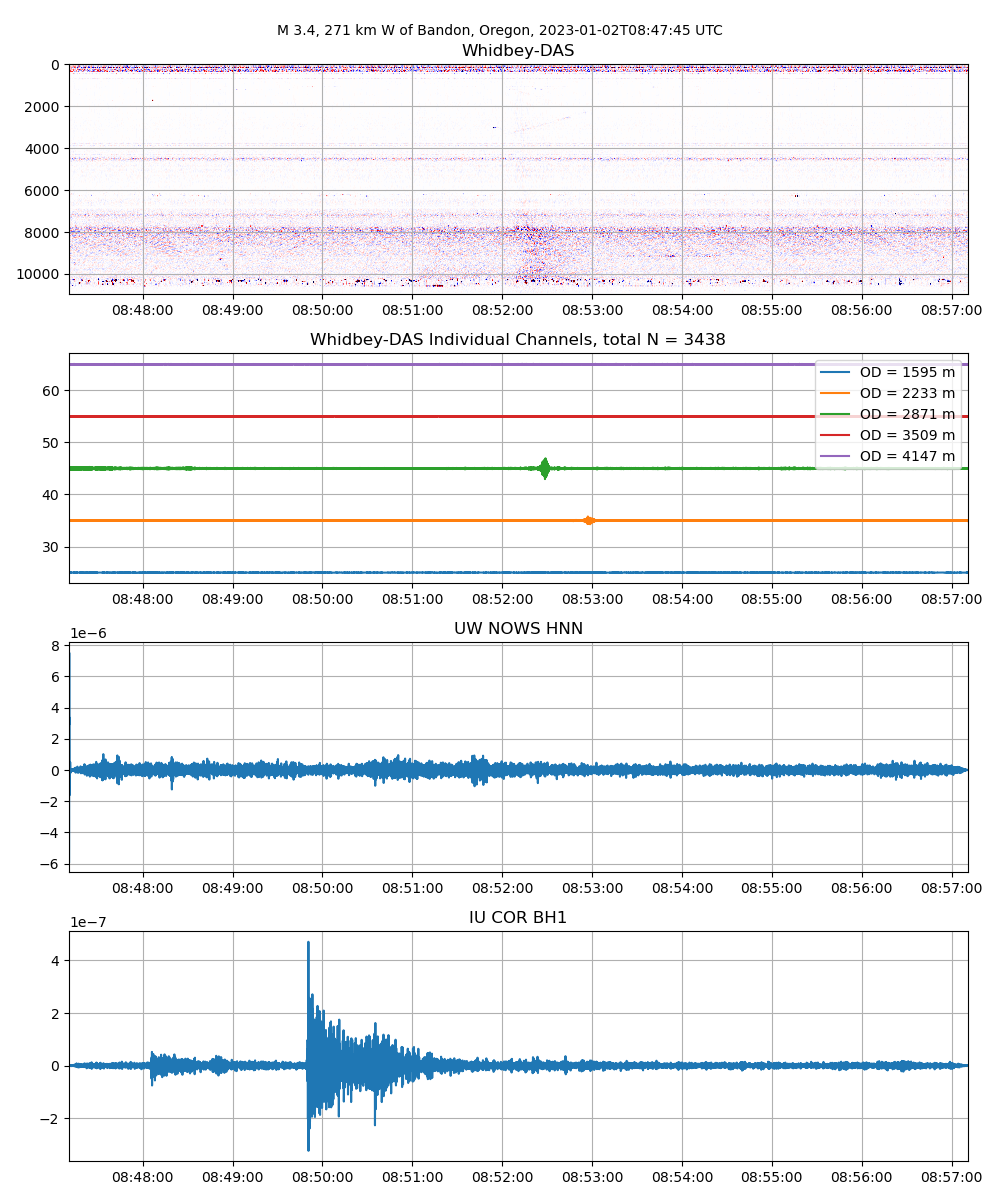 M 3.4, 271 km W of Bandon, Oregon, 2023-01-02T08:47:45 UTC
Whidbey-DAS
0
2000
4000
6000
8000
10000
08:48:00 08:49:00 08:50:00 08:51:00 08:52:00 08:53:00 08:54:00 08:55:00 08:56:00 08:57:00
Whidbey-DAS Individual Channels, total N = 3438
60
50
40
30
OD = 1595 m
OD = 2233 m
OD = 2871 m
OD = 3509 m
OD = 4147 m
08:48:00 08:49:00 08:50:00 08:51:00 08:52:00 08:53:00 08:54:00 08:55:00 08:56:00 08:57:00
UW NOWS HNN
1e−6
8
6
4
2
0
−2
−4
−6
08:48:00 08:49:00 08:50:00 08:51:00 08:52:00 08:53:00 08:54:00 08:55:00 08:56:00 08:57:00
IU COR BH1
1e−7
4
2
0
−2
08:48:00 08:49:00 08:50:00 08:51:00 08:52:00 08:53:00 08:54:00 08:55:00 08:56:00 08:57:00